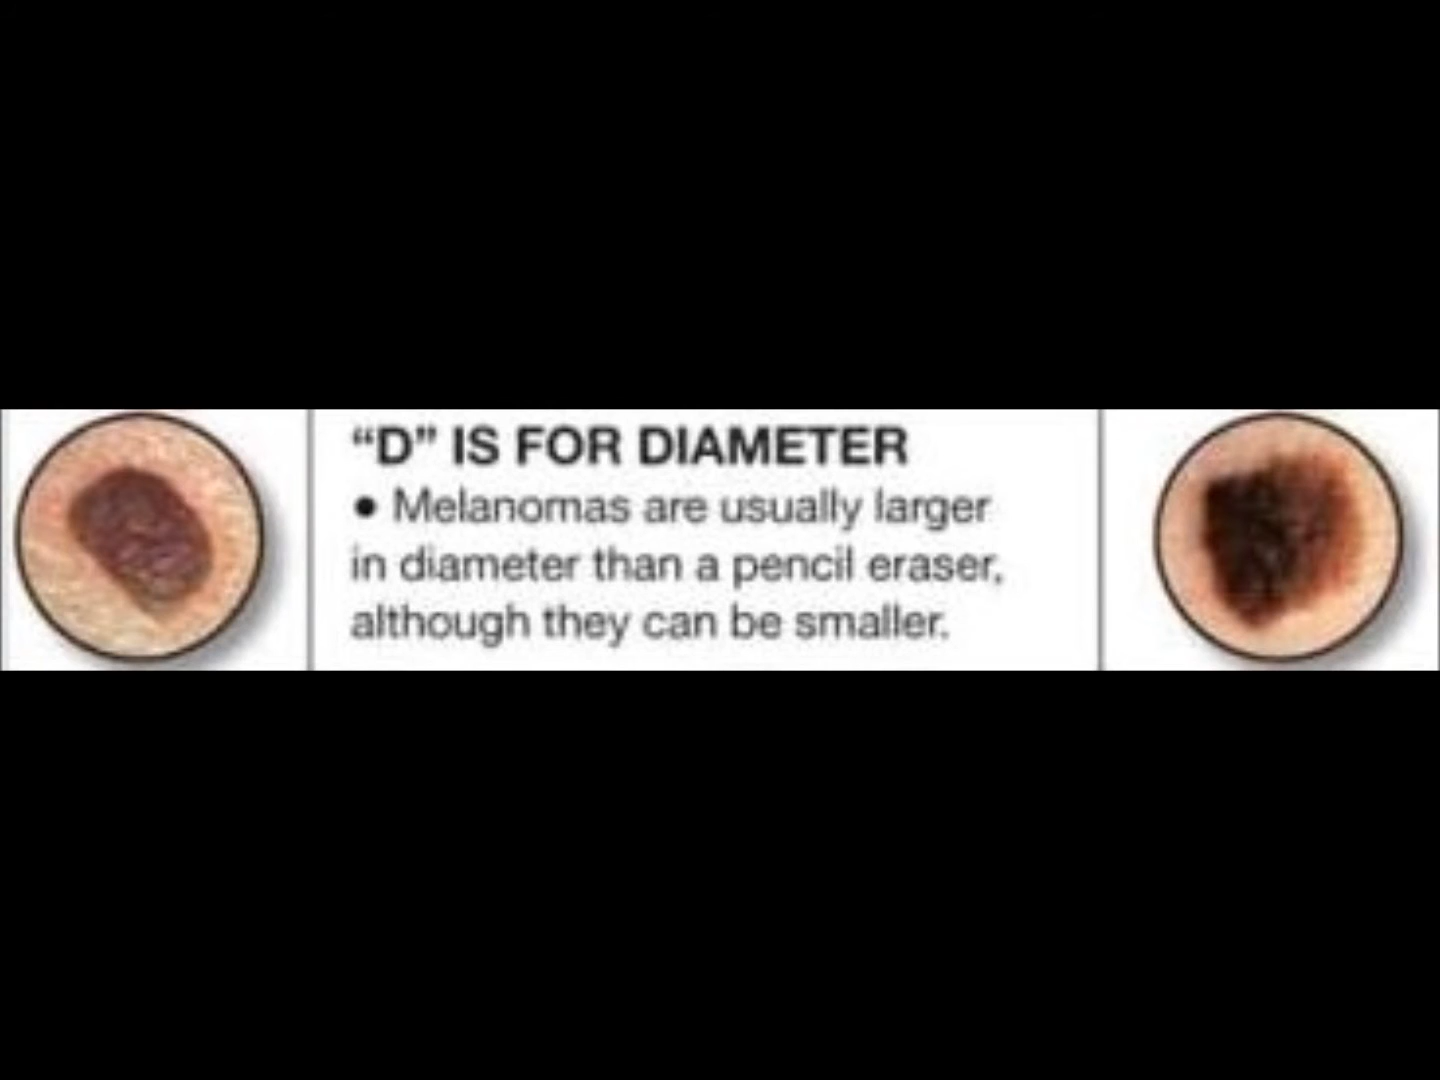 “D” IS FOR DIAMETER
● Melanomas are usually larger
in diameter than a pencil eraser,
although they can be smaller.